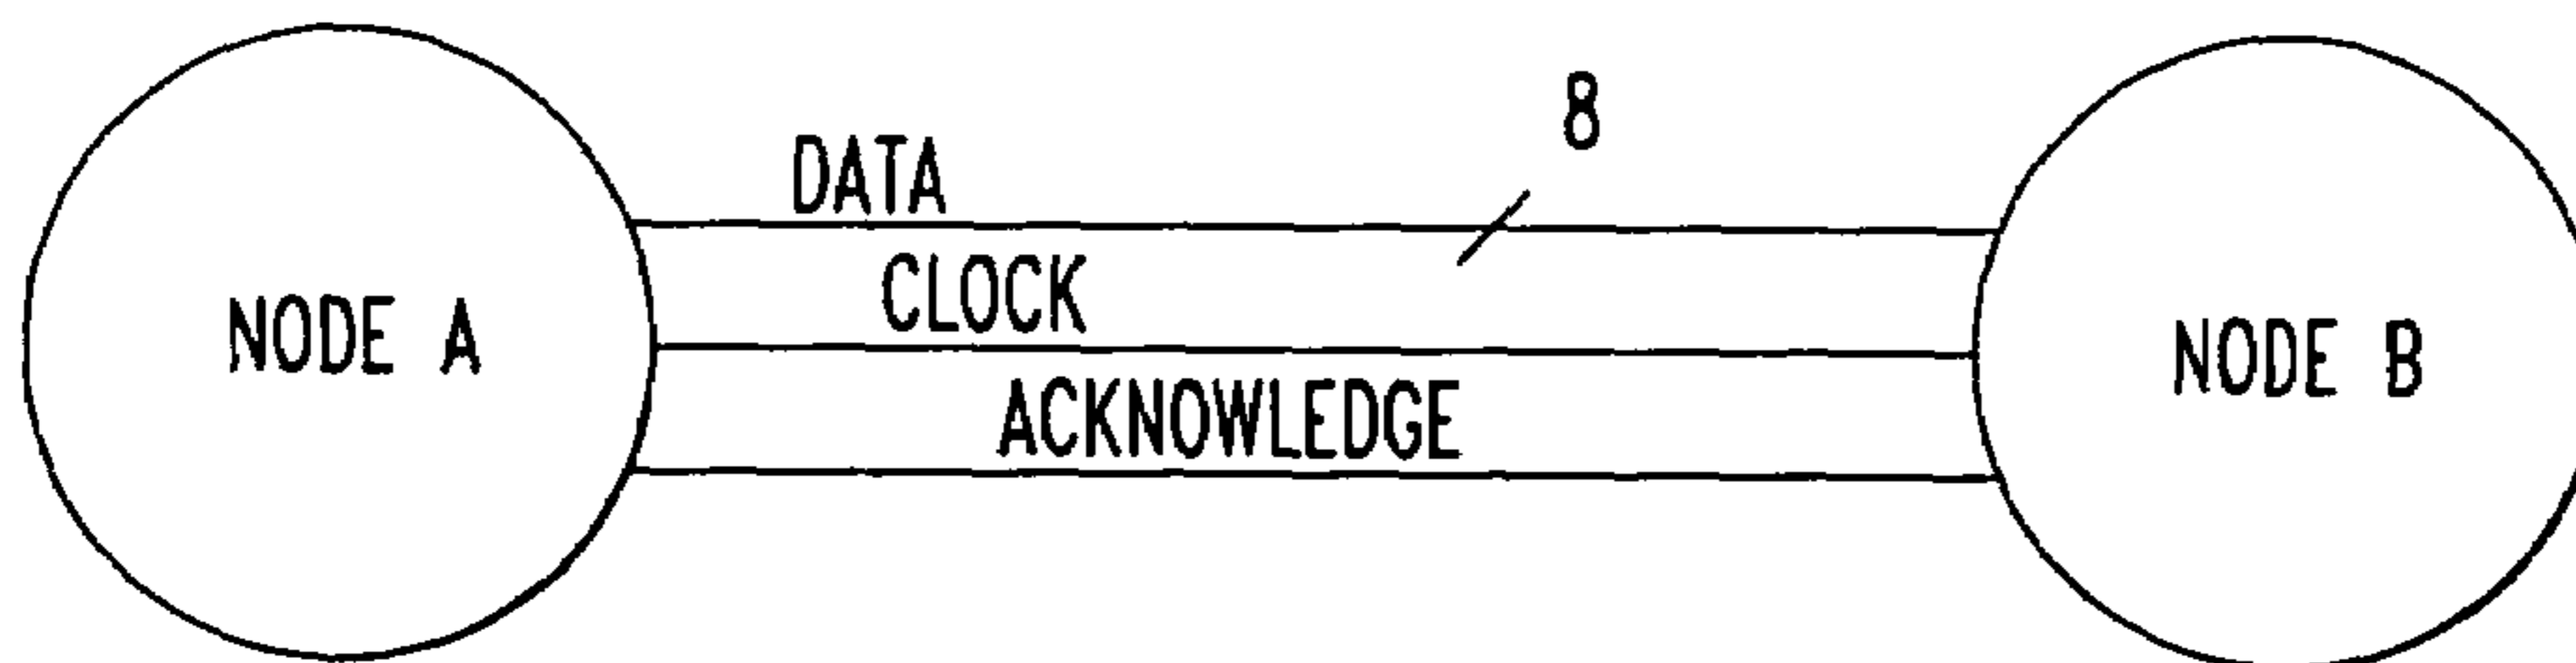 8
DATA
CLOCK
NODE A
NODE B
ACKNOWLEDGE